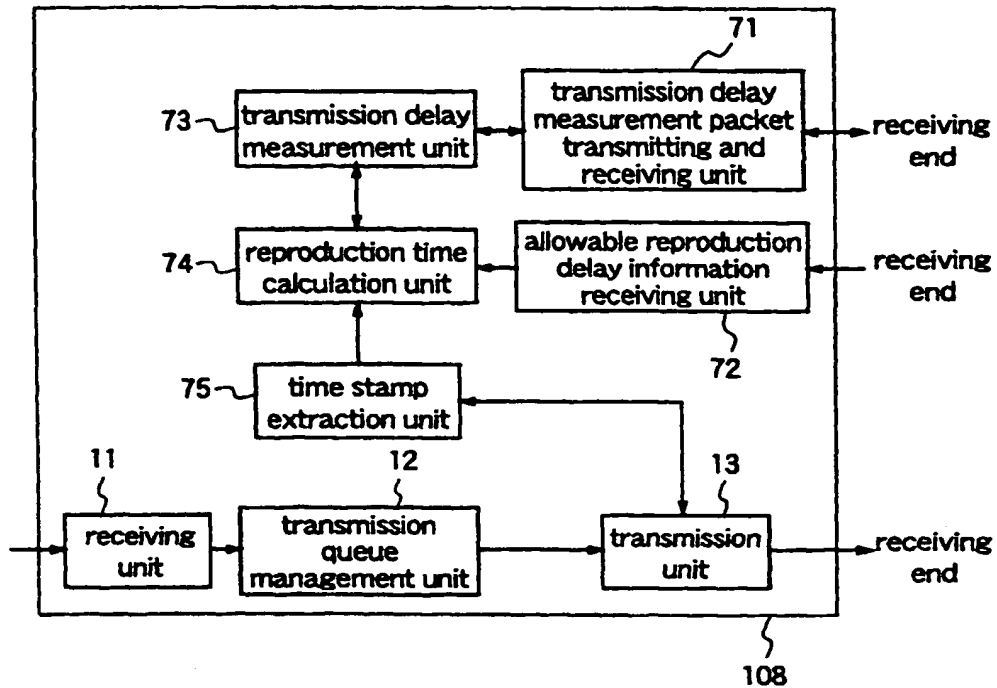 71
73
transmission delay
measurement unit
transmission delay
measurement packet
transmitting and
receiving unit
receiving
end
74
reproduction time
calculation unit
allowable reproduction
delay information
receiving unit
receiving
end
72
75
time stamp
extraction unit
11
12
13
receiving
unit
transmission
queue
management unit
transmission
unit
receiving
end
108